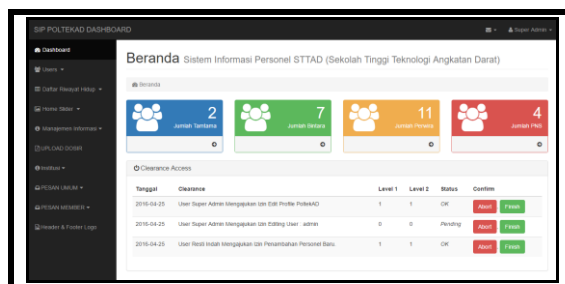 SIP POLTEKAD DASHBOARD
Super Admin
Dashboard
Users
Daftar Riwayat Hidup
Home Slider
Manajemen Informasi
UPLOAD DOSIR
Institusi
PESAN UMUM
PESAN MEMBER
Header & Footer Logo
Beranda Sistem Informasi Personel STTAD (Sekolah Tinggi Teknologi Angkatan Darat)
Beranda
2
Jumlah Tamtama
7
Jumlah Bintara
11
Jumlah Perwira
4
Jumlah PNS
Clearance Access
Tanggal Clearance Level 1 Level 2 Status Confirm
2016-04-25 User Super Admin Mengajukan Izin Edit Profile PoltekAD 1 1 OK Abort Finish
2016-04-25 User Super Admin Mengajukan Izin Editing User : admin 0 0 Pending Abort Finish
2016-04-25 User Resti Indah Mengajukan Izin Penambahan Personel Baru. 1 1 OK Abort Finish